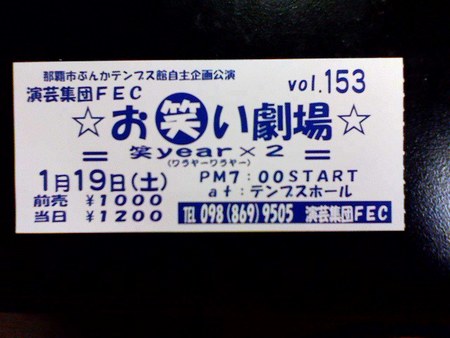 那覇市ぶんかテンブス館自主企画公演
演芸集団FEC vol.153
☆お笑い劇場☆
＝笑year×2＝
(ワラヤーワラヤー)
1月19日(土) PM7:00START
at:テンブスホール
前売 ¥1000
当日 ¥1200
TEL 098(869)9505 演芸集団FEC